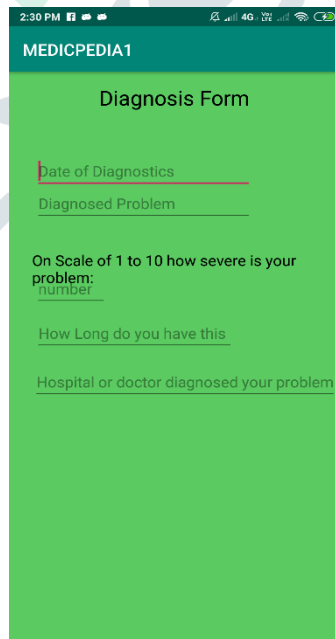 2:30 PM 4G VoLTE
MEDICPEDIA1
Diagnosis Form
Date of Diagnostics
Diagnosed Problem
On Scale of 1 to 10 how severe is your
problem:
number
How Long do you have this
Hospital or doctor diagnosed your problem